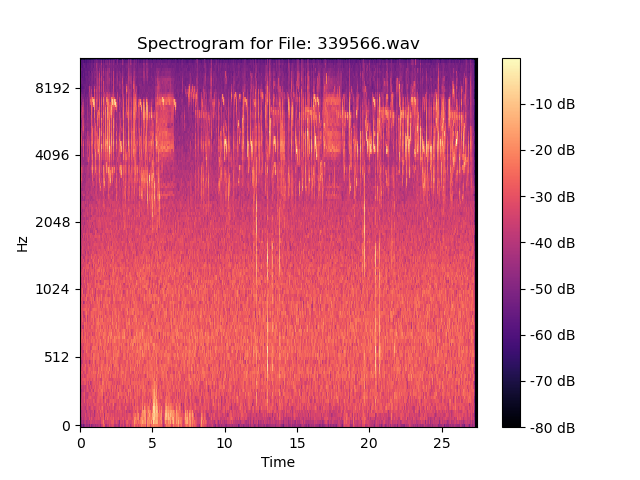 Spectrogram for File: 339566.wav
8192
4096
2048
1024
512
0
Hz
0 5 10 15 20 25
Time
-10 dB
-20 dB
-30 dB
-40 dB
-50 dB
-60 dB
-70 dB
-80 dB